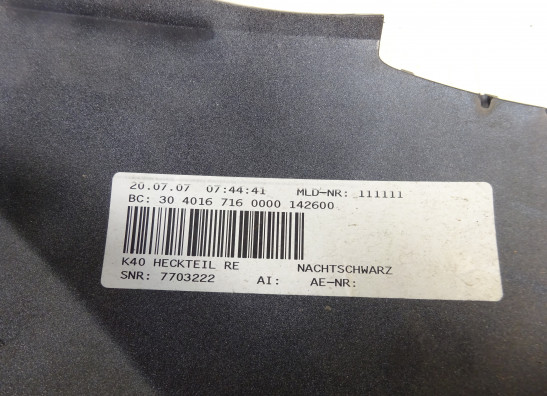 20.07.07 07:44:41 MLD-NR: 111111
BC: 30 4016 716 0000 142600
K40 HECKTEIL RE NACHTSCHWARZ
SNR: 7703222 AI: AE-NR: